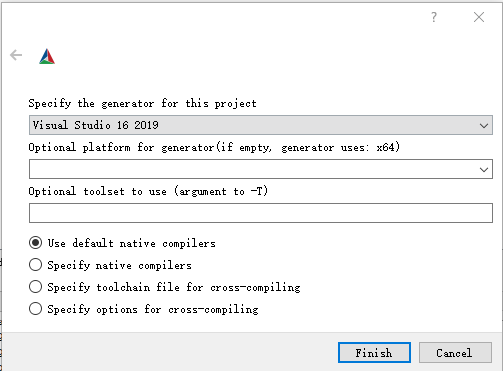 ?
Specify the generator for this project
Visual Studio 16 2019
Optional platform for generator(if empty, generator uses: x64)
Optional toolset to use (argument to -T)
Use default native compilers
Specify native compilers
Specify toolchain file for cross-compiling
Specify options for cross-compiling
Finish Cancel